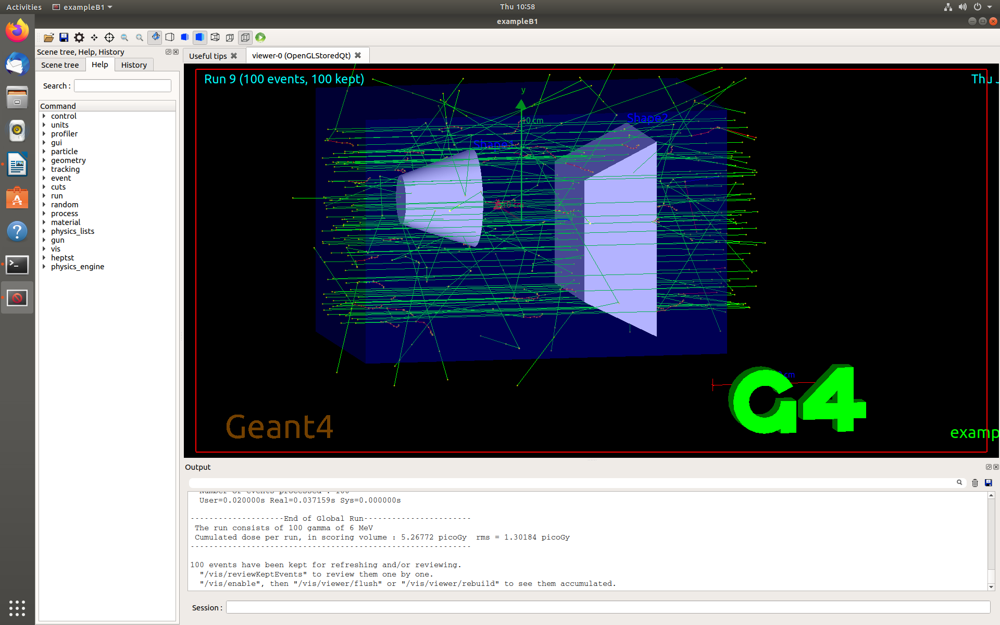 Activities
exampleB1
Thu 10:58
exampleB1
Scene tree, Help, History
Scene tree
Help
History
Search :
Command
control
units
profiler
gui
particle
geometry
tracking
event
cuts
run
random
process
material
physics_lists
gun
vis
heptst
physics_engine
Useful tips
viewer-0 (OpenGLStoredQt)
Run 9 (100 events, 100 kept)
Thu
y
10 cm
Shape2
Shape1
cm
G4
Geant4
examp
Output
Number of events processed : 100
User=0.020000s Real=0.037159s Sys=0.000000s
--------------------End of Global Run-----------------------
The run consists of 100 gamma of 6 MeV
Cumulated dose per run, in scoring volume : 5.26772 picoGy  rms = 1.30184 picoGy
------------------------------------------------------------
100 events have been kept for refreshing and/or reviewing.
"/vis/reviewKeptEvents" to review them one by one.
"/vis/enable", then "/vis/viewer/flush" or "/vis/viewer/rebuild" to see them accumulated.
Session :